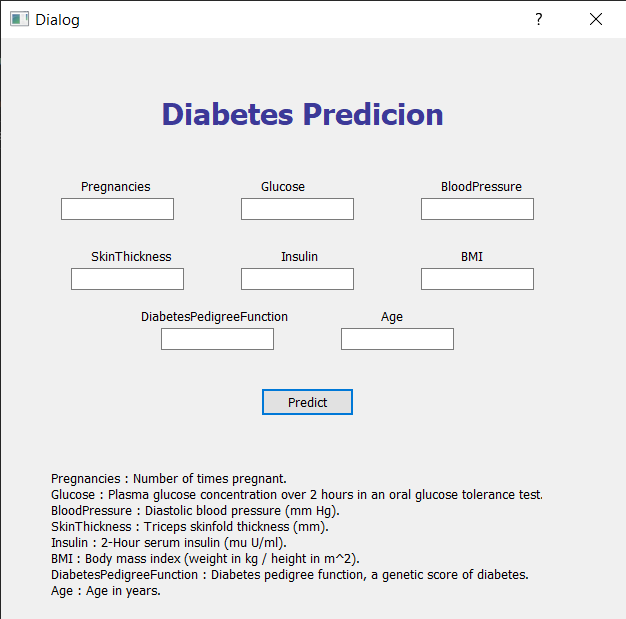 Dialog
?
Diabetes Predicion
Pregnancies Glucose BloodPressure
SkinThickness Insulin BMI
DiabetesPedigreeFunction Age
Predict
Pregnancies : Number of times pregnant.
Glucose : Plasma glucose concentration over 2 hours in an oral glucose tolerance test.
BloodPressure : Diastolic blood pressure (mm Hg).
SkinThickness : Triceps skinfold thickness (mm).
Insulin : 2-Hour serum insulin (mu U/ml).
BMI : Body mass index (weight in kg / height in m^2).
DiabetesPedigreeFunction : Diabetes pedigree function, a genetic score of diabetes.
Age : Age in years.